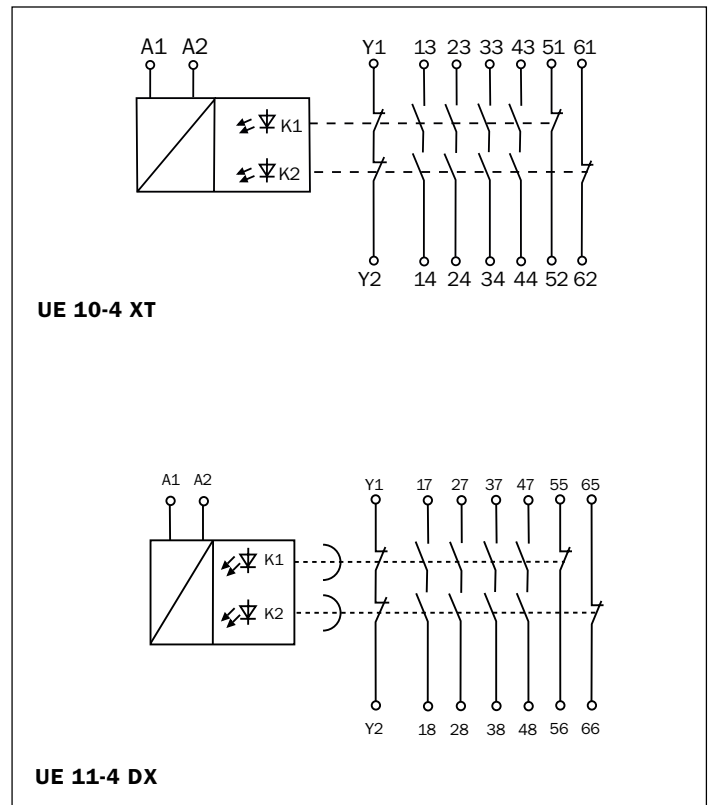 A1 A2 Y1 13 23 33 43 51 61
K1
K2
Y2 14 24 34 44 52 62
UE 10-4 XT
A1 A2 Y1 17 27 37 47 55 65
K1
K2
Y2 18 28 38 48 56 66
UE 11-4 DX